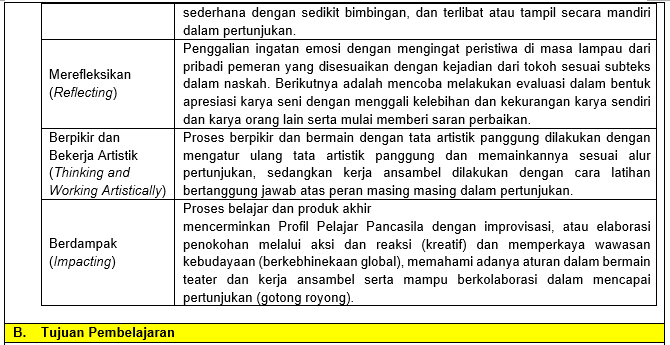 sederhana dengan sedikit bimbingan, dan terlibat atau tampil secara mandiri
dalam pertunjukan.
Merefleksikan
(Reflecting)
Penggalian ingatan emosi dengan mengingat peristiwa di masa lampau dari
pribadi pemeran yang disesuaikan dengan kejadian dari tokoh sesuai subteks
dalam naskah. Berikutnya adalah mencoba melakukan evaluasi dalam bentuk
apresiasi karya seni dengan menggali kelebihan dan kekurangan karya sendiri
dan karya orang lain serta mulai memberi saran perbaikan.
Berpikir dan
Bekerja Artistik
(Thinking and
Working Artistically)
Proses berpikir dan bermain dengan tata artistik panggung dilakukan dengan
mengatur ulang tata artistik panggung dan memainkannya sesuai alur
pertunjukan, sedangkan kerja ansambel dilakukan dengan cara latihan
bertanggung jawab atas peran masing masing dalam pertunjukan.
Berdampak
(Impacting)
Proses belajar dan produk akhir
mencerminkan Profil Pelajar Pancasila dengan improvisasi, atau elaborasi
penokohan melalui aksi dan reaksi (kreatif) dan memperkaya wawasan
kebudayaan (berkebhinekaan global), memahami adanya aturan dalam bermain
teater dan kerja ansambel serta mampu berkolaborasi dalam mencapai
pertunjukan (gotong royong).
B. Tujuan Pembelajaran